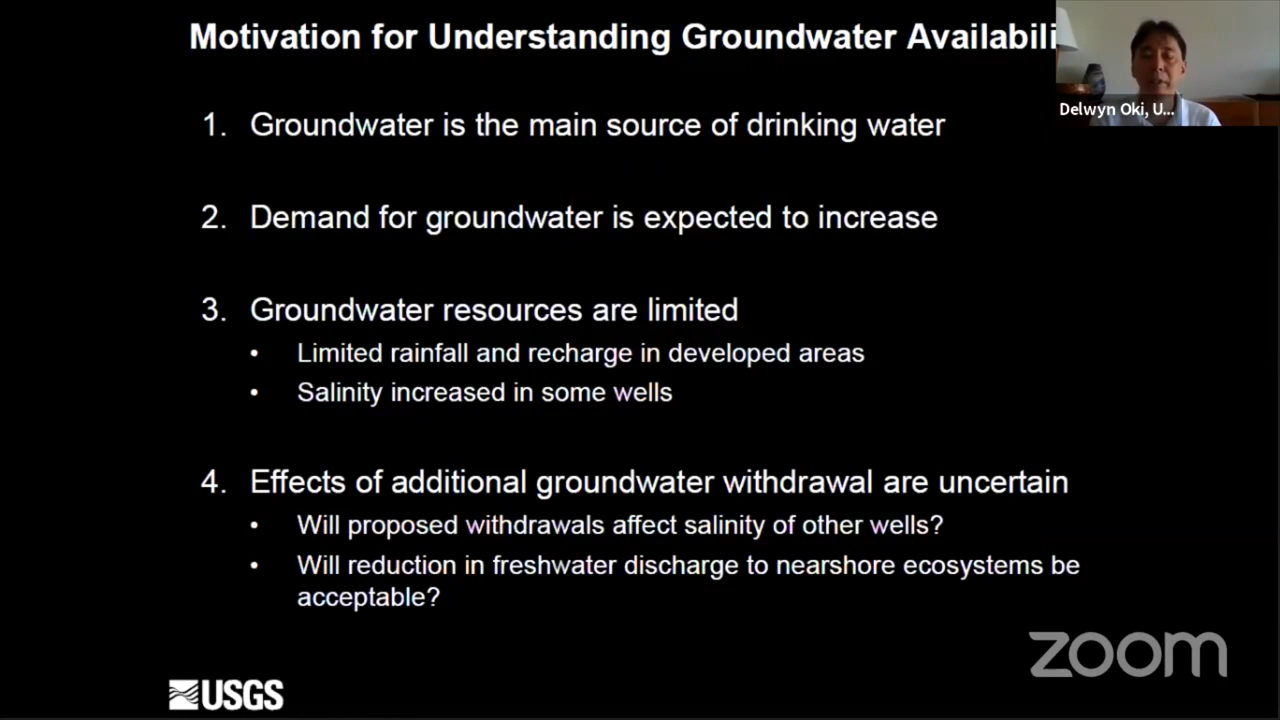 Motivation for Understanding Groundwater Availabili
Delwyn Oki, U...
1. Groundwater is the main source of drinking water
2. Demand for groundwater is expected to increase
3. Groundwater resources are limited
• Limited rainfall and recharge in developed areas
• Salinity increased in some wells
4. Effects of additional groundwater withdrawal are uncertain
• Will proposed withdrawals affect salinity of other wells?
• Will reduction in freshwater discharge to nearshore ecosystems be
acceptable?
zoom
USGS